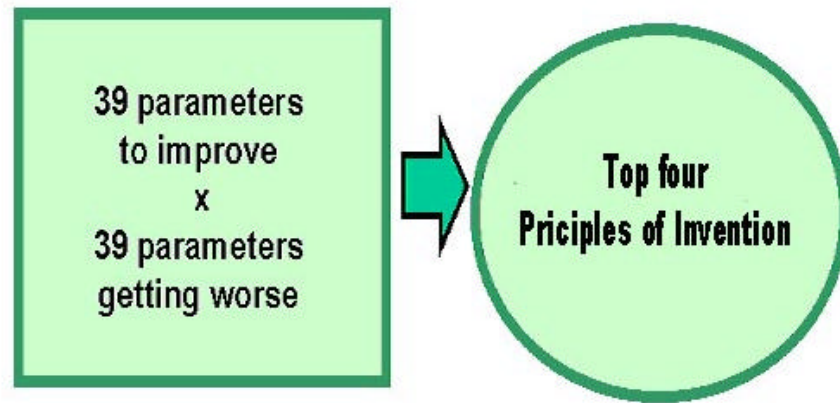 39 parameters
to improve
x
39 parameters
getting worse
Top four
Priciples of Invention